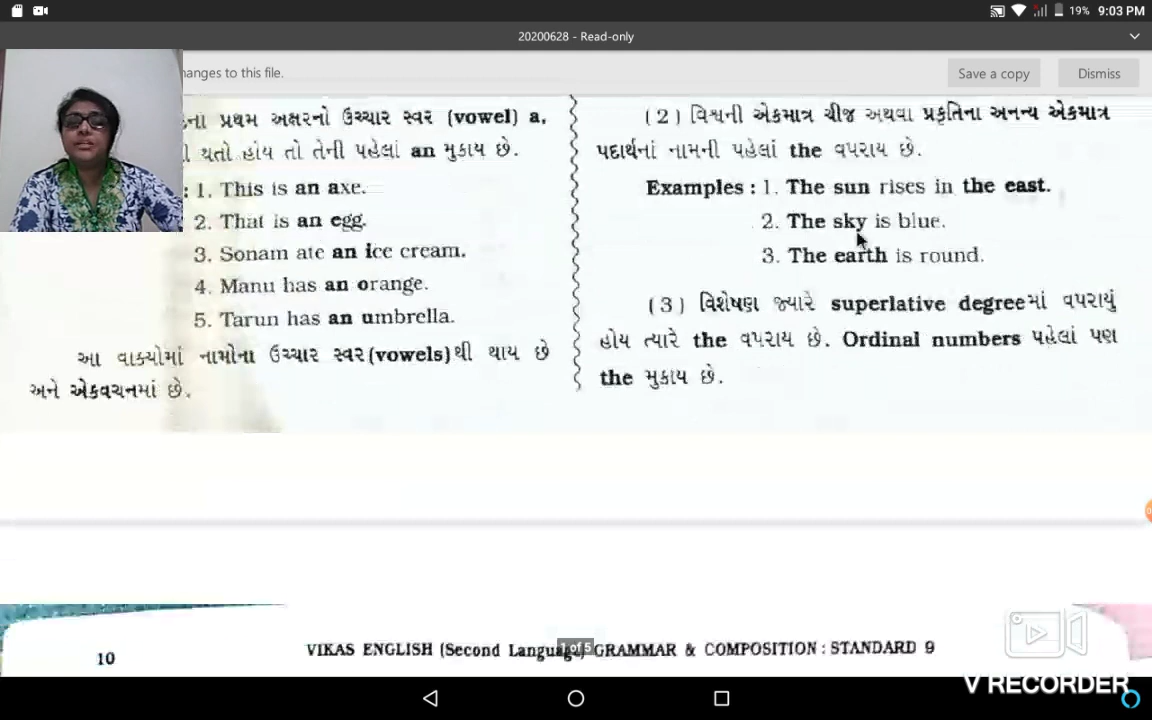 19% 9:03 PM
20200628 - Read-only
hanges to this file.
Save a copy
Dismiss
ના પ્રથમ અક્ષરનો ઉચ્ચાર સ્વર (vowel) a,
થતો હોય તો તેની પહેલાં an મુકાય છે.
: 1. This is an axe.
2. That is an egg.
3. Sonam ate an ice cream.
4. Manu has an orange.
5. Tarun has an umbrella.
આ વાક્યોમાં નામોના ઉચ્ચાર સ્વર(vowels)થી થાય છે
અને એકવચનમાં છે.
(2) વિશ્વની એકમાત્ર ચીજ અથવા પ્રકૃતિના અનન્ય એકમાત્ર
પદાર્થનાં નામની પહેલાં the વપરાય છે.
Examples : 1. The sun rises in the east.
2. The sky is blue.
3. The earth is round.
(3) વિશેષણ જ્યારે superlative degreeમાં વપરાયું
હોય ત્યારે the વપરાય છે. Ordinal numbers પહેલાં પણ
the મુકાય છે.
10
VIKAS ENGLISH (Second Language) GRAMMAR & COMPOSITION : STANDARD 9
1 of 5
V RECORDER